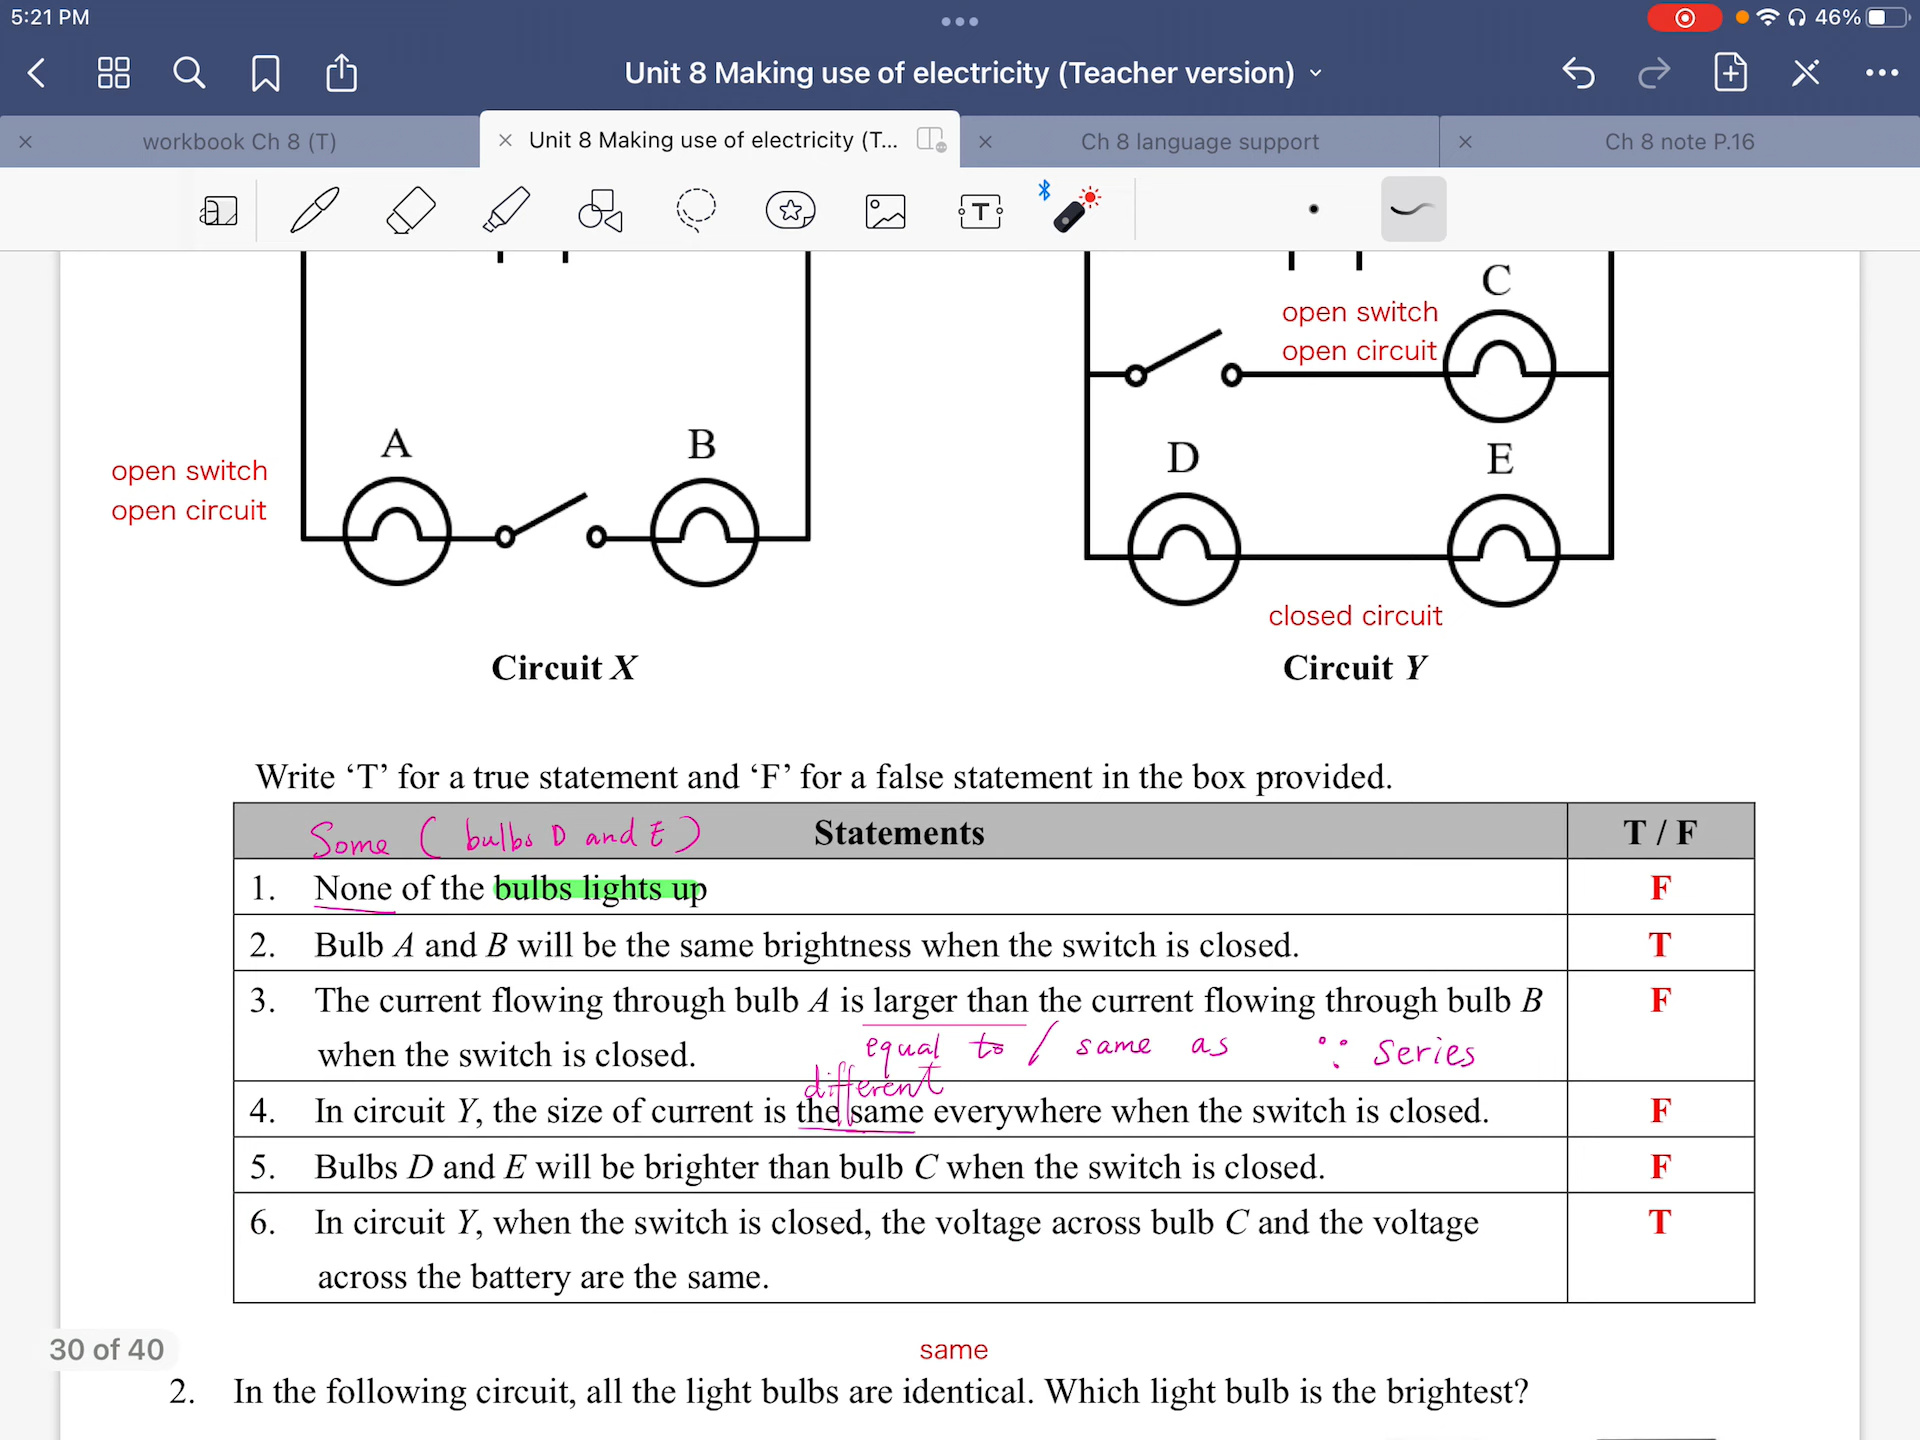 5:21 PM
46%
Unit 8 Making use of electricity (Teacher version)
workbook Ch 8 (T)
Unit 8 Making use of electricity (T...
Ch 8 language support
Ch 8 note P.16
C
open switch
open circuit
A
B
D
E
open switch
open circuit
closed circuit
Circuit X
Circuit Y
Write ‘T’ for a true statement and ‘F’ for a false statement in the box provided.
Some ( bulbs D and E )
Statements
T / F
1. None of the bulbs lights up
F
2. Bulb A and B will be the same brightness when the switch is closed.
T
3. The current flowing through bulb A is larger than the current flowing through bulb B
F
when the switch is closed.
equal to / same as ∵ series
different
4. In circuit Y, the size of current is the same everywhere when the switch is closed.
F
5. Bulbs D and E will be brighter than bulb C when the switch is closed.
F
6. In circuit Y, when the switch is closed, the voltage across bulb C and the voltage
T
across the battery are the same.
30 of 40
same
2. In the following circuit, all the light bulbs are identical. Which light bulb is the brightest?